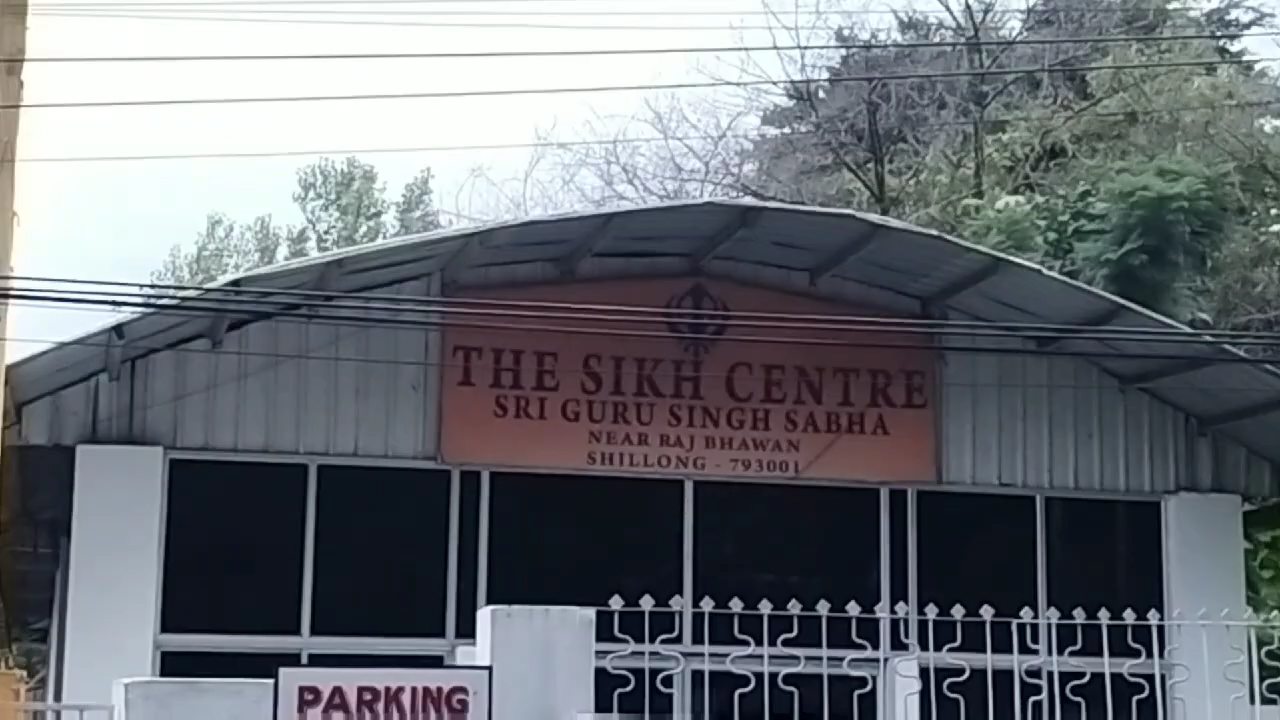 THE SIKH CENTRE
SRI GURU SINGH SABHA
NEAR RAJ BHAWAN
SHILLONG - 793001
PARKING